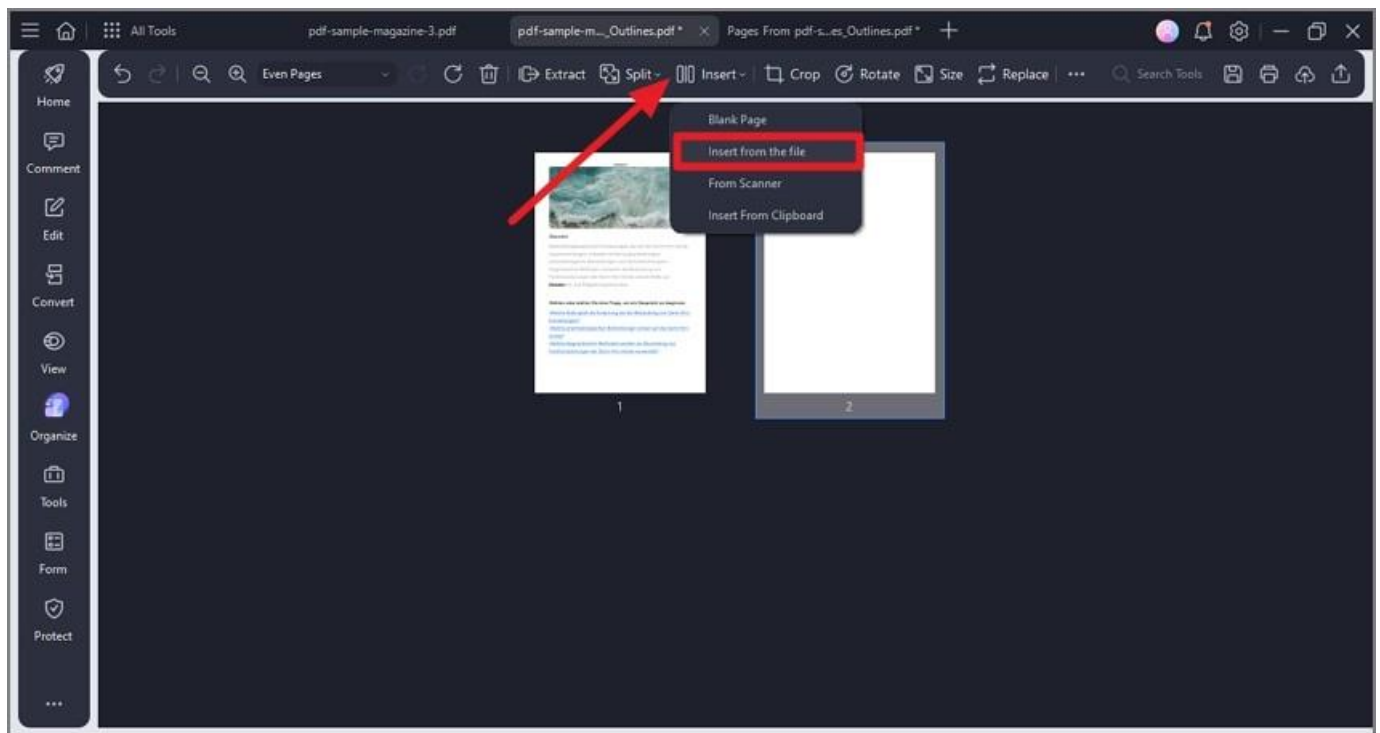 All Tools
pdf-sample-magazine-3.pdf
pdf-sample-m..._Outlines.pdf *
Pages From pdf-s...es_Outlines.pdf *
Even Pages
Extract
Split
Insert
Crop
Rotate
Size
Replace
Search Tools
Home
Comment
Edit
Convert
View
Organize
Tools
Form
Protect
Blank Page
Insert from the file
From Scanner
Insert From Clipboard
1
2